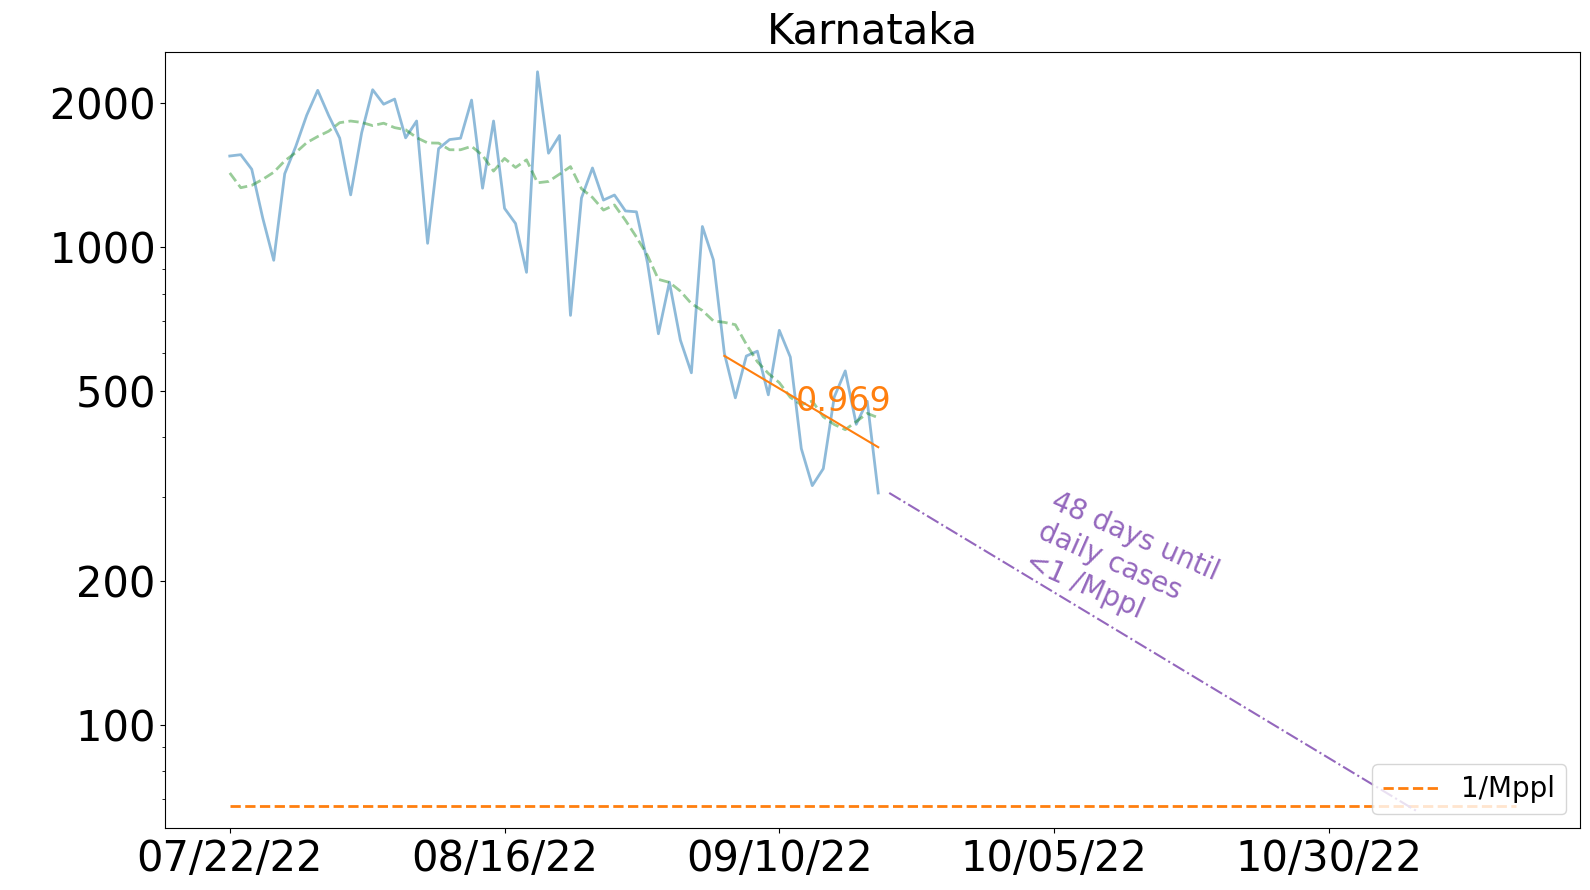 Karnataka
2000
1000
500
200
100
0.969
48 days until
daily cases
<1 /Mppl
1/Mppl
07/22/22
08/16/22
09/10/22
10/05/22
10/30/22